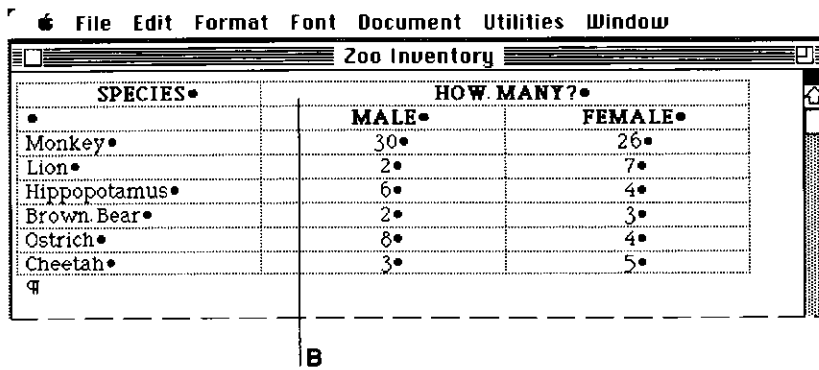 File Edit Format Font Document Utilities Window
Zoo Inventory
SPECIES• HOW MANY?•
• MALE• FEMALE•
Monkey• 30• 26•
Lion• 2• 7•
Hippopotamus• 6• 4•
Brown Bear• 2• 3•
Ostrich• 8• 4•
Cheetah• 3• 5•
¶
B